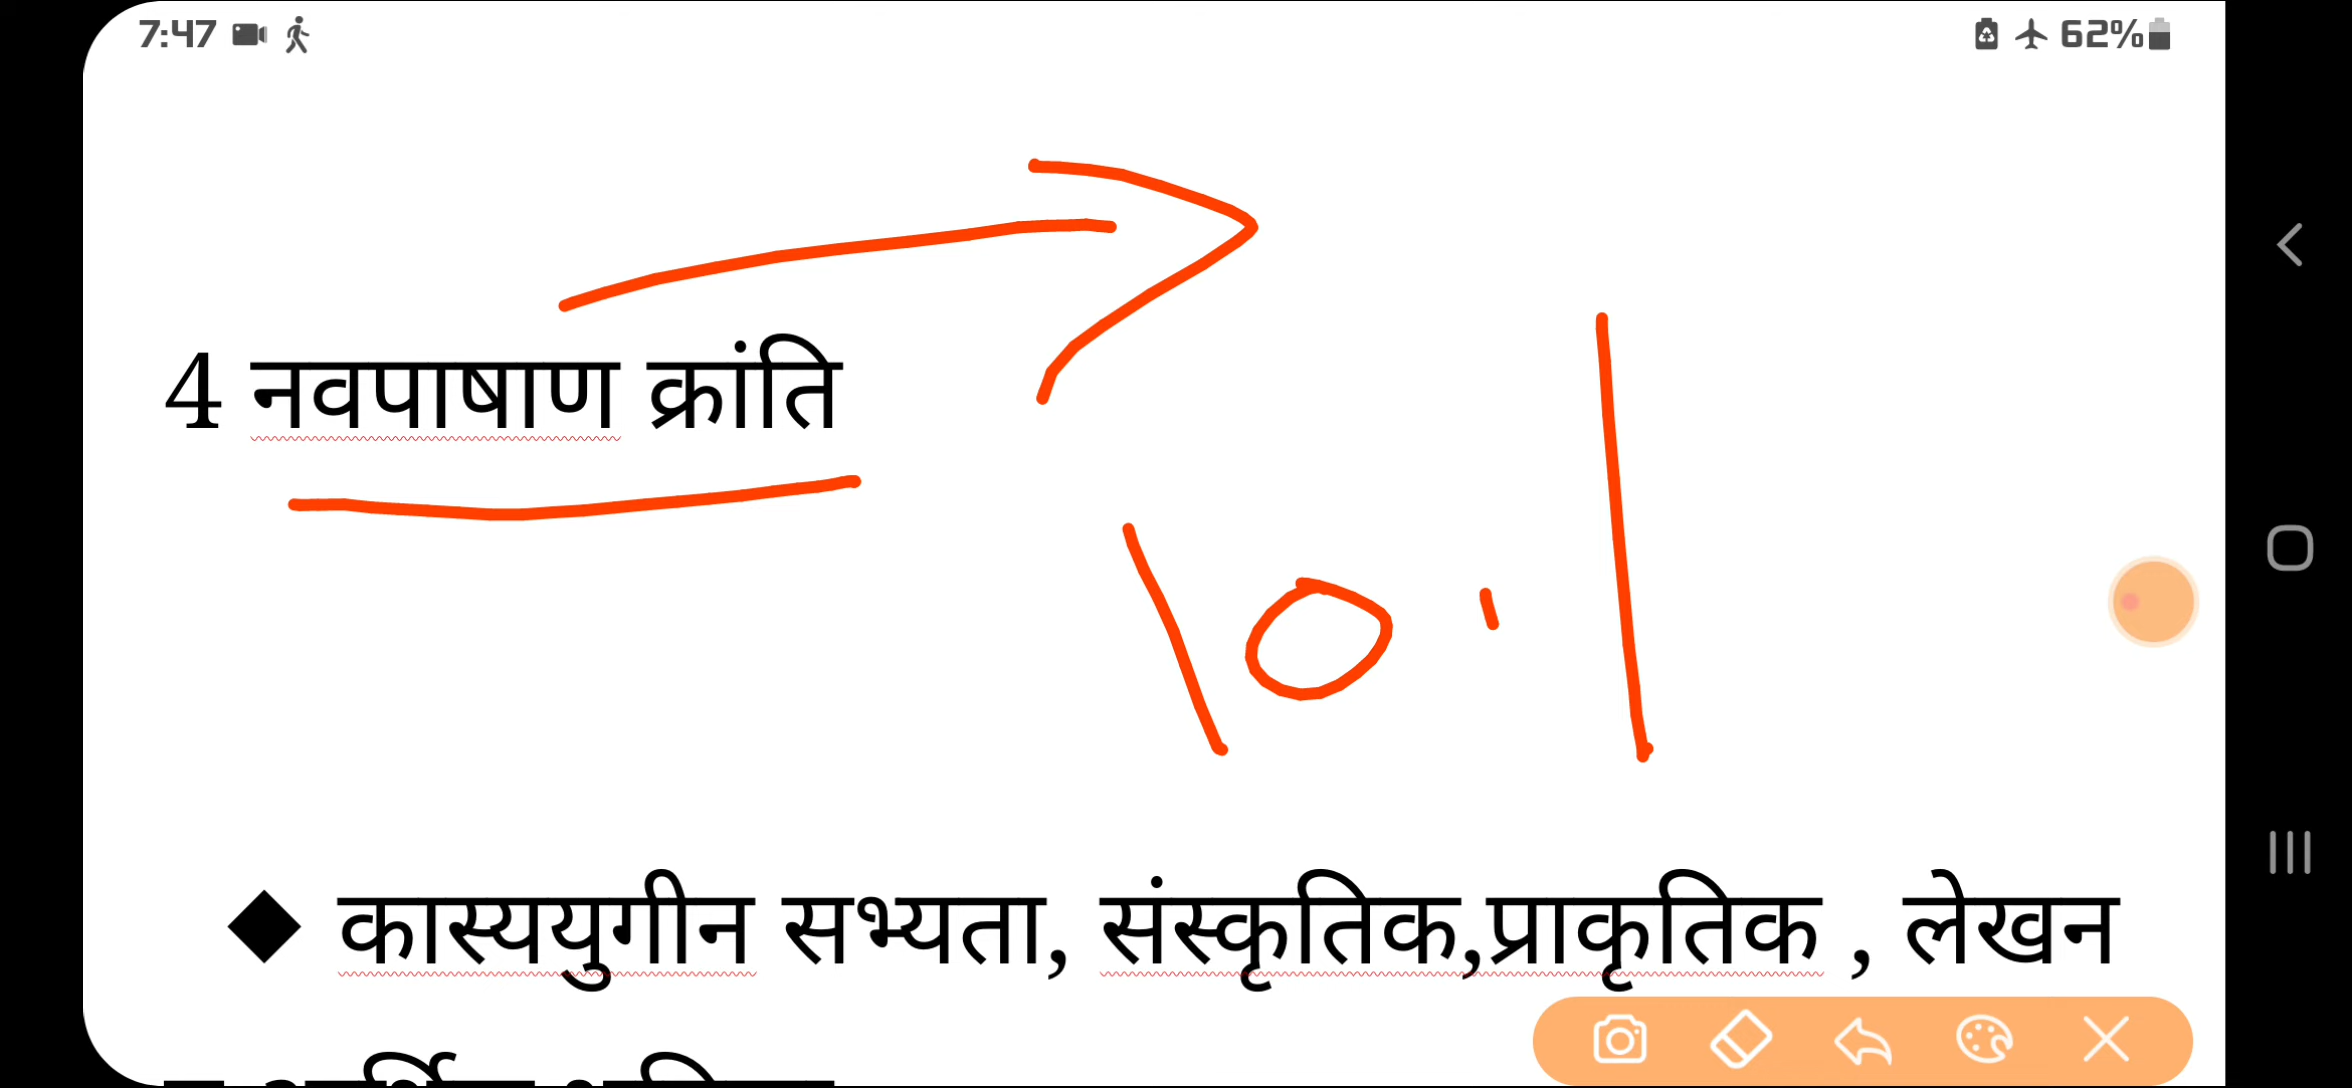 7:47 62%
4 नवपाषाण क्रांति
10.1
◆ कास्ययुगीन सभ्यता, संस्कृतिक,प्राकृतिक , लेखन